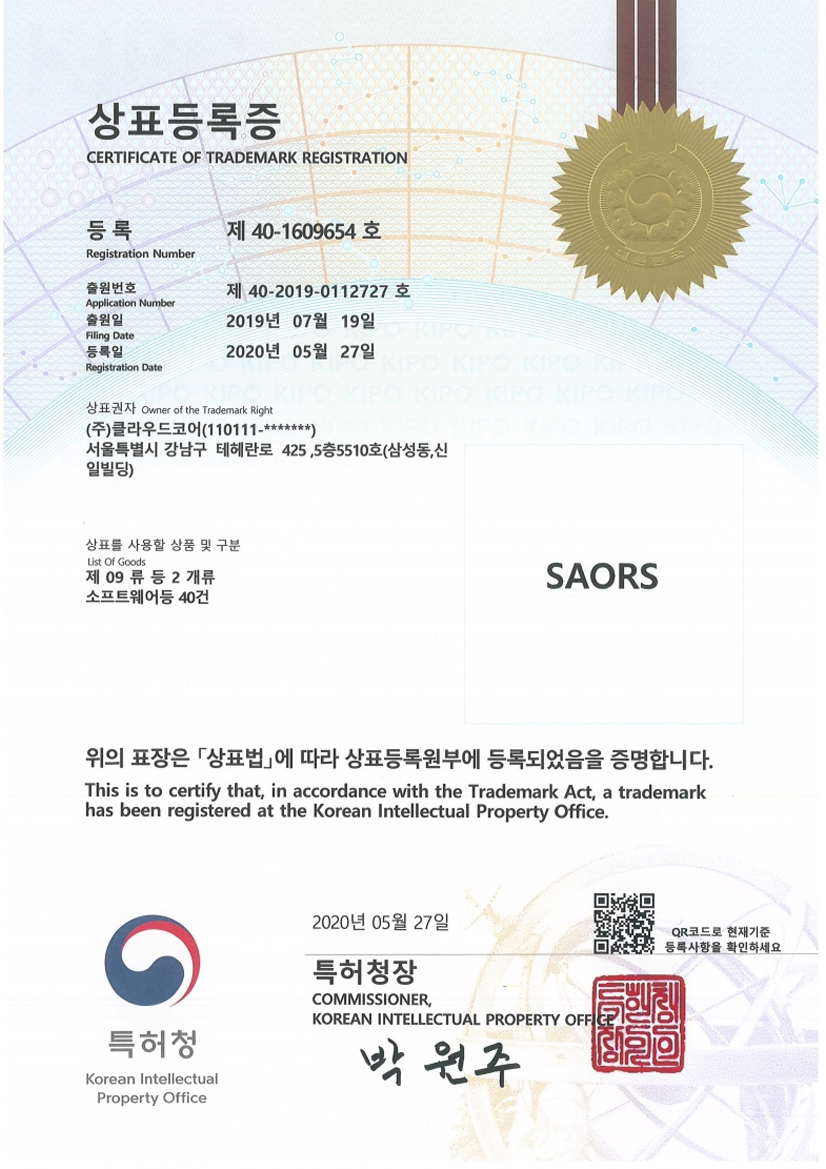 상표등록증
CERTIFICATE OF TRADEMARK REGISTRATION
등록 제 40-1609654 호
Registration Number
출원번호 제 40-2019-0112727 호
Application Number
출원일 2019년 07월 19일
Filing Date
등록일 2020년 05월 27일
Registration Date
상표권자 Owner of the Trademark Right
(주)클라우드코어(110111-*******)
서울특별시 강남구 테헤란로 425 ,5층5510호(삼성동,신
일빌딩)
상표를 사용할 상품 및 구분
List Of Goods
제 09 류 등 2 개류
소프트웨어등 40건
SAORS
위의 표장은 「상표법」에 따라 상표등록원부에 등록되었음을 증명합니다.
This is to certify that, in accordance with the Trademark Act, a trademark
has been registered at the Korean Intellectual Property Office.
2020년 05월 27일
QR코드로 현재기준
등록사항을 확인하세요
특허청장
COMMISSIONER,
KOREAN INTELLECTUAL PROPERTY OFFICE
박원주
특허청
Korean Intellectual
Property Office
대한민국
KIPO KIPO KIPO KIPO